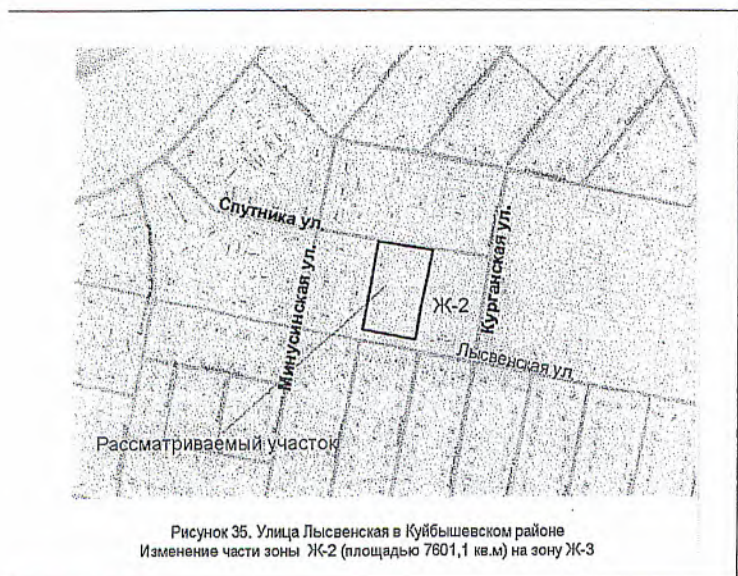 Спутника ул.
Минусинская ул.
Курганская ул.
Ж-2
Лысвенская ул.
Рассматриваемый участок
Рисунок 35. Улица Лысвенская в Куйбышевском районе
Изменение части зоны Ж-2 (площадью 7601,1 кв.м) на зону Ж-3